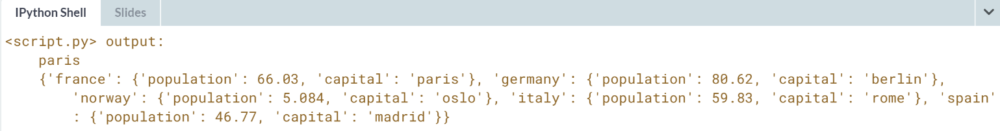 IPython Shell Slides
<script.py> output:
paris
{'france': {'population': 66.03, 'capital': 'paris'}, 'germany': {'population': 80.62, 'capital': 'berlin'},
'norway': {'population': 5.084, 'capital': 'oslo'}, 'italy': {'population': 59.83, 'capital': 'rome'}, 'spain'
: {'population': 46.77, 'capital': 'madrid'}}